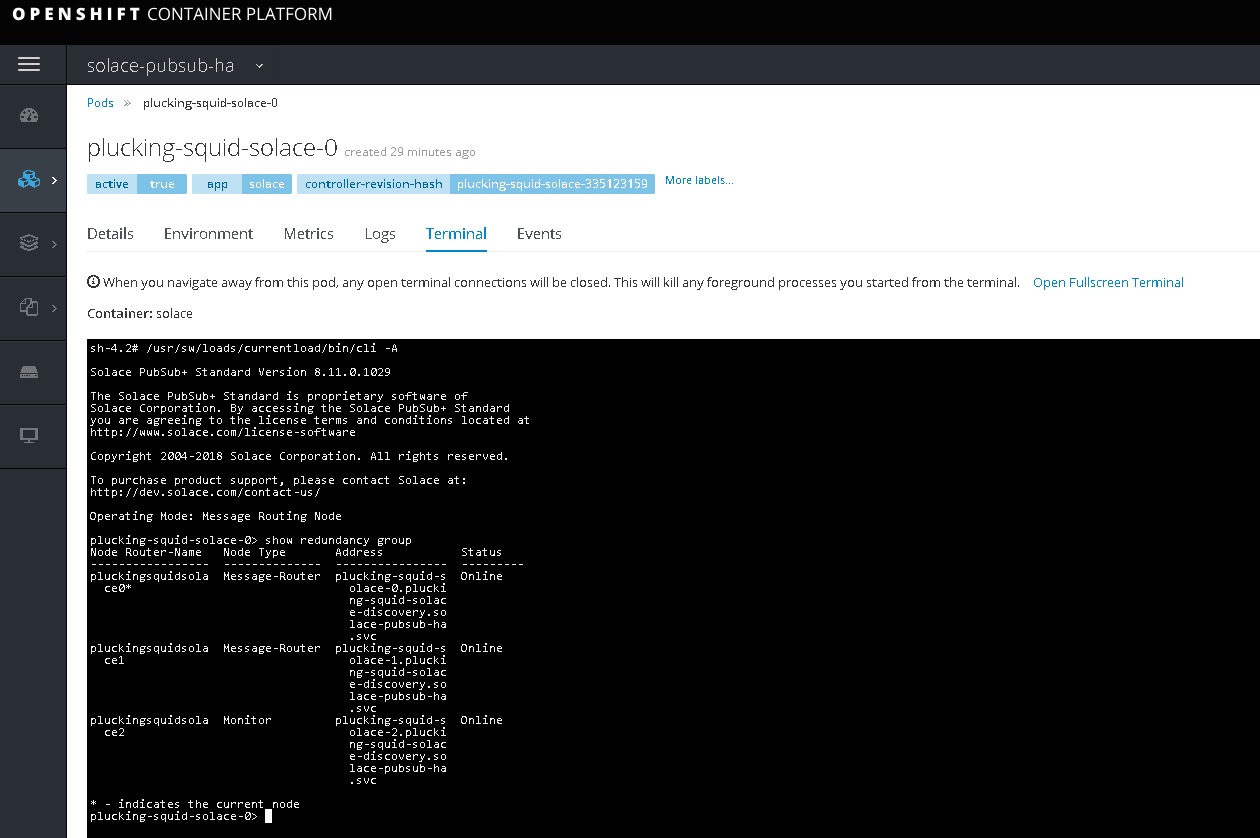 OPENSHIFT CONTAINER PLATFORM
solace-pubsub-ha
Pods » plucking-squid-solace-0
plucking-squid-solace-0 created 29 minutes ago
active true app solace controller-revision-hash plucking-squid-solace-335123159 More labels...
Details Environment Metrics Logs Terminal Events
When you navigate away from this pod, any open terminal connections will be closed. This will kill any foreground processes you started from the terminal. Open Fullscreen Terminal
Container: solace
sh-4.2# /usr/sw/loads/currentload/bin/cli -A
Solace PubSub+ Standard Version 8.11.0.1029
The Solace PubSub+ Standard is proprietary software of
Solace Corporation. By accessing the Solace PubSub+ Standard
you are agreeing to the license terms and conditions located at
http://www.solace.com/license-software
Copyright 2004-2018 Solace Corporation. All rights reserved.
To purchase product support, please contact Solace at:
http://dev.solace.com/contact-us/
Operating Mode: Message Routing Node
plucking-squid-solace-0> show redundancy group
Node Router-Name Node Type Address Status
----------------- -------------- ---------------- ---------
pluckingsquidsola Message-Router plucking-squid-s Online
ce0* olace-0.plucki
ng-squid-solac
e-discovery.so
lace-pubsub-ha
.svc
pluckingsquidsola Message-Router plucking-squid-s Online
ce1 olace-1.plucki
ng-squid-solac
e-discovery.so
lace-pubsub-ha
.svc
pluckingsquidsola Monitor plucking-squid-s Online
ce2 olace-2.plucki
ng-squid-solac
e-discovery.so
lace-pubsub-ha
.svc
* - indicates the current node
plucking-squid-solace-0>